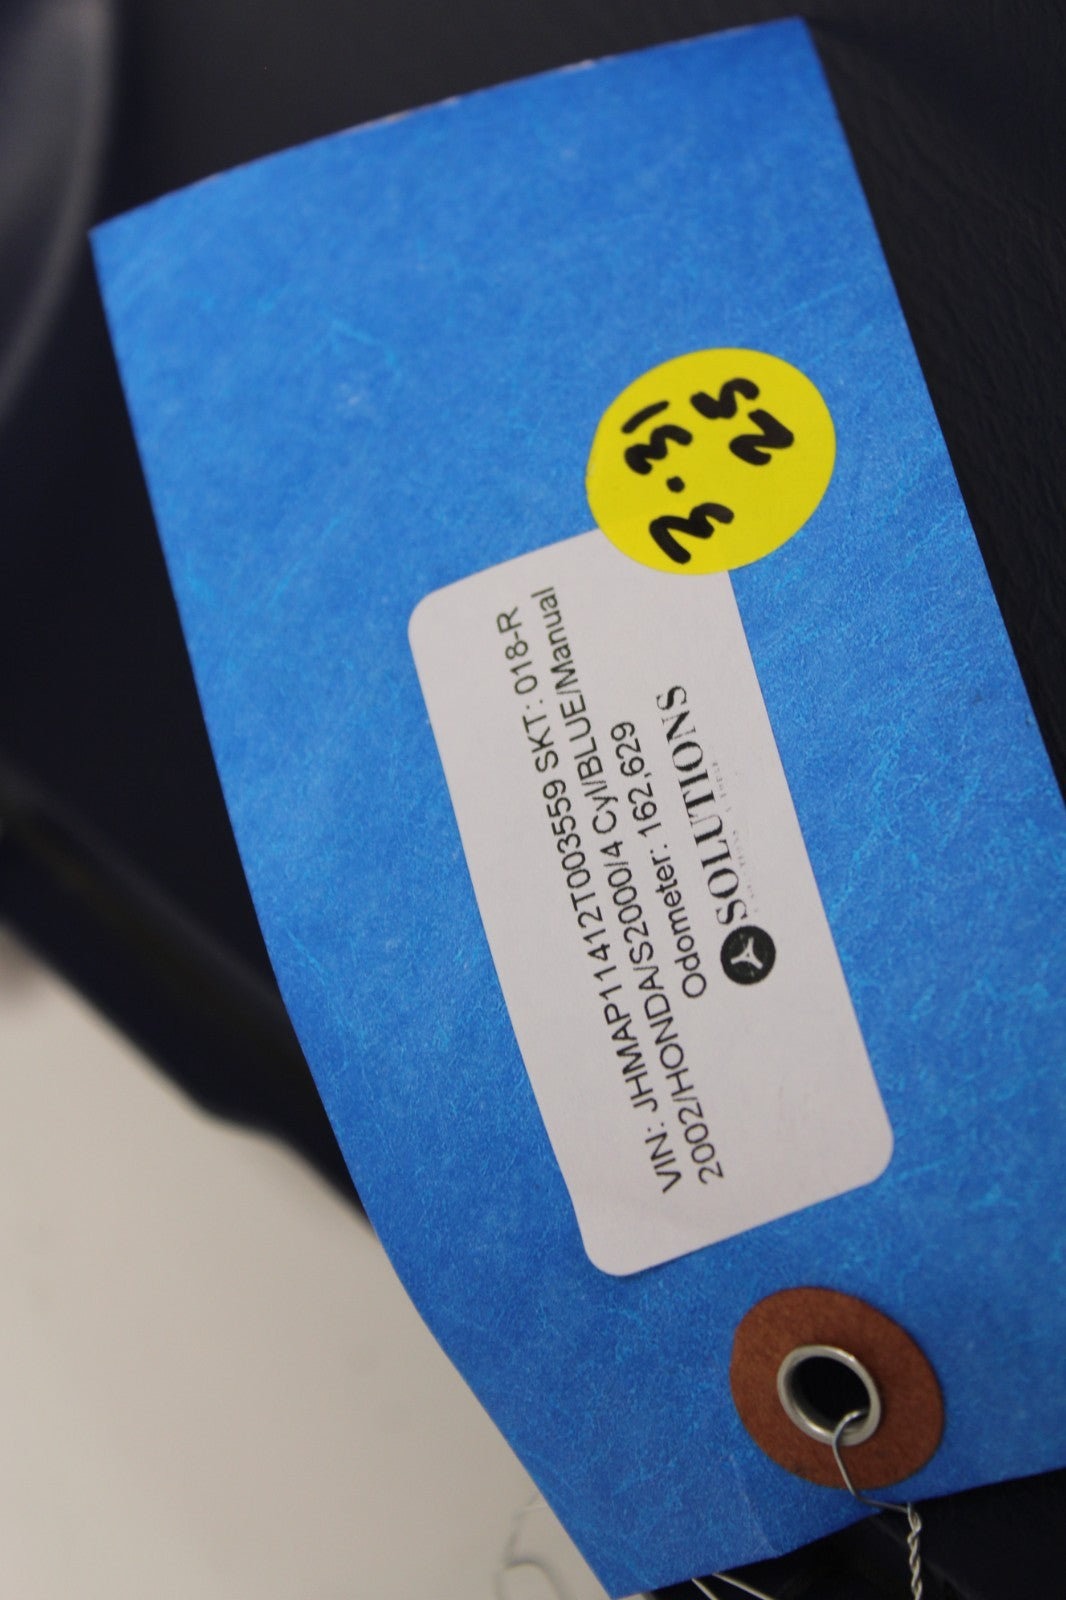 3.31
25
VIN: JHMAP11412T003559 SKT: 018-R
2002/HONDA/S2000/4 Cyl/BLUE/Manual
Odometer: 162,629
SOLUTIONS